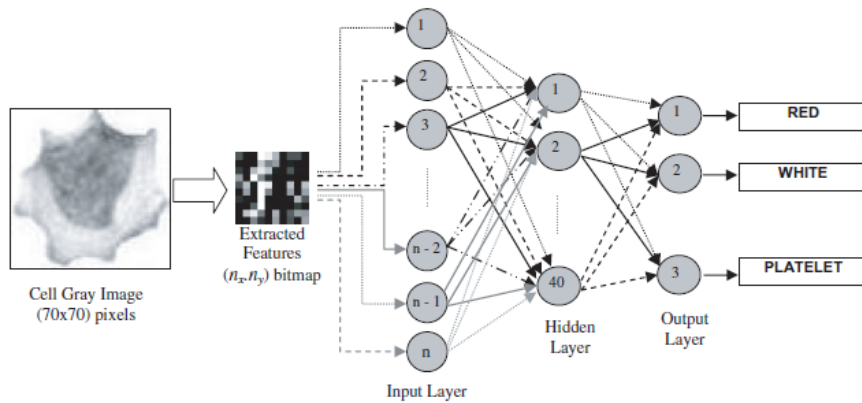 Cell Gray Image
(70x70) pixels
Extracted
Features
(nx.ny) bitmap
1
2
3
n - 2
n - 1
n
Input Layer
1
2
40
Hidden
Layer
1
2
3
Output
Layer
RED
WHITE
PLATELET